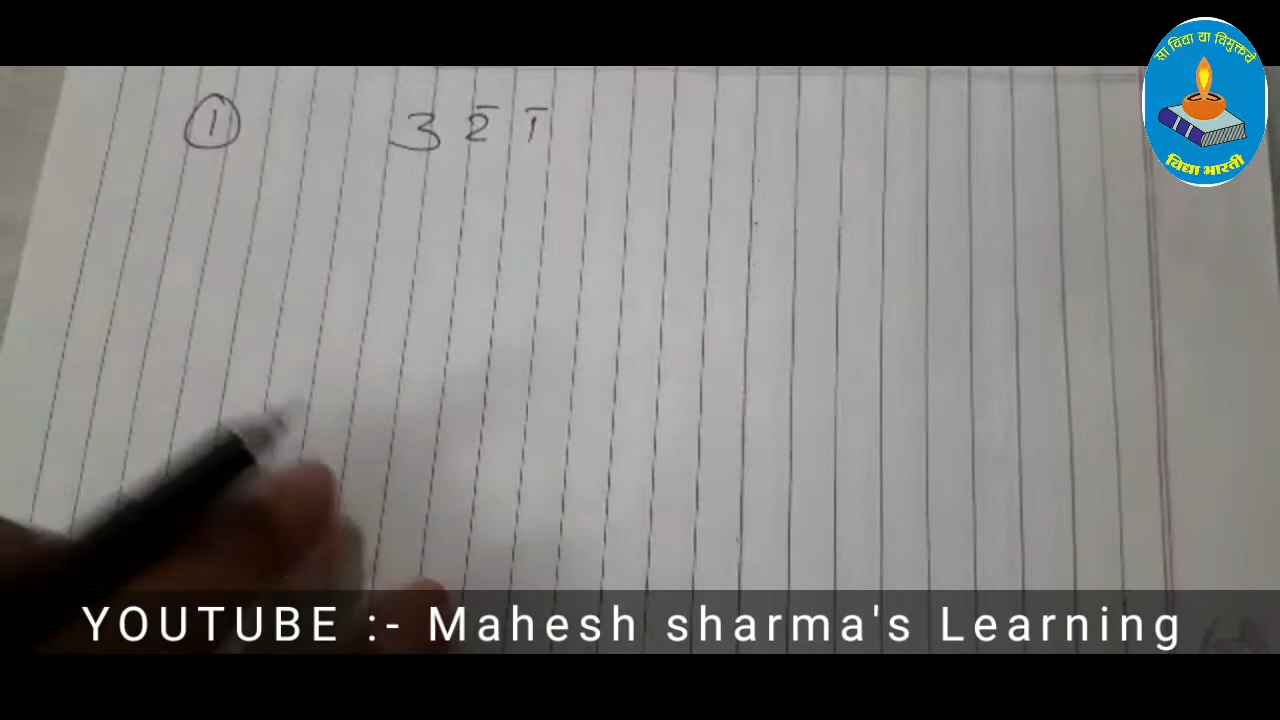 सा विद्या या विमुक्तये
① 3 2̅ 1̅
विद्या भारती
YOUTUBE :- Mahesh sharma's Learning